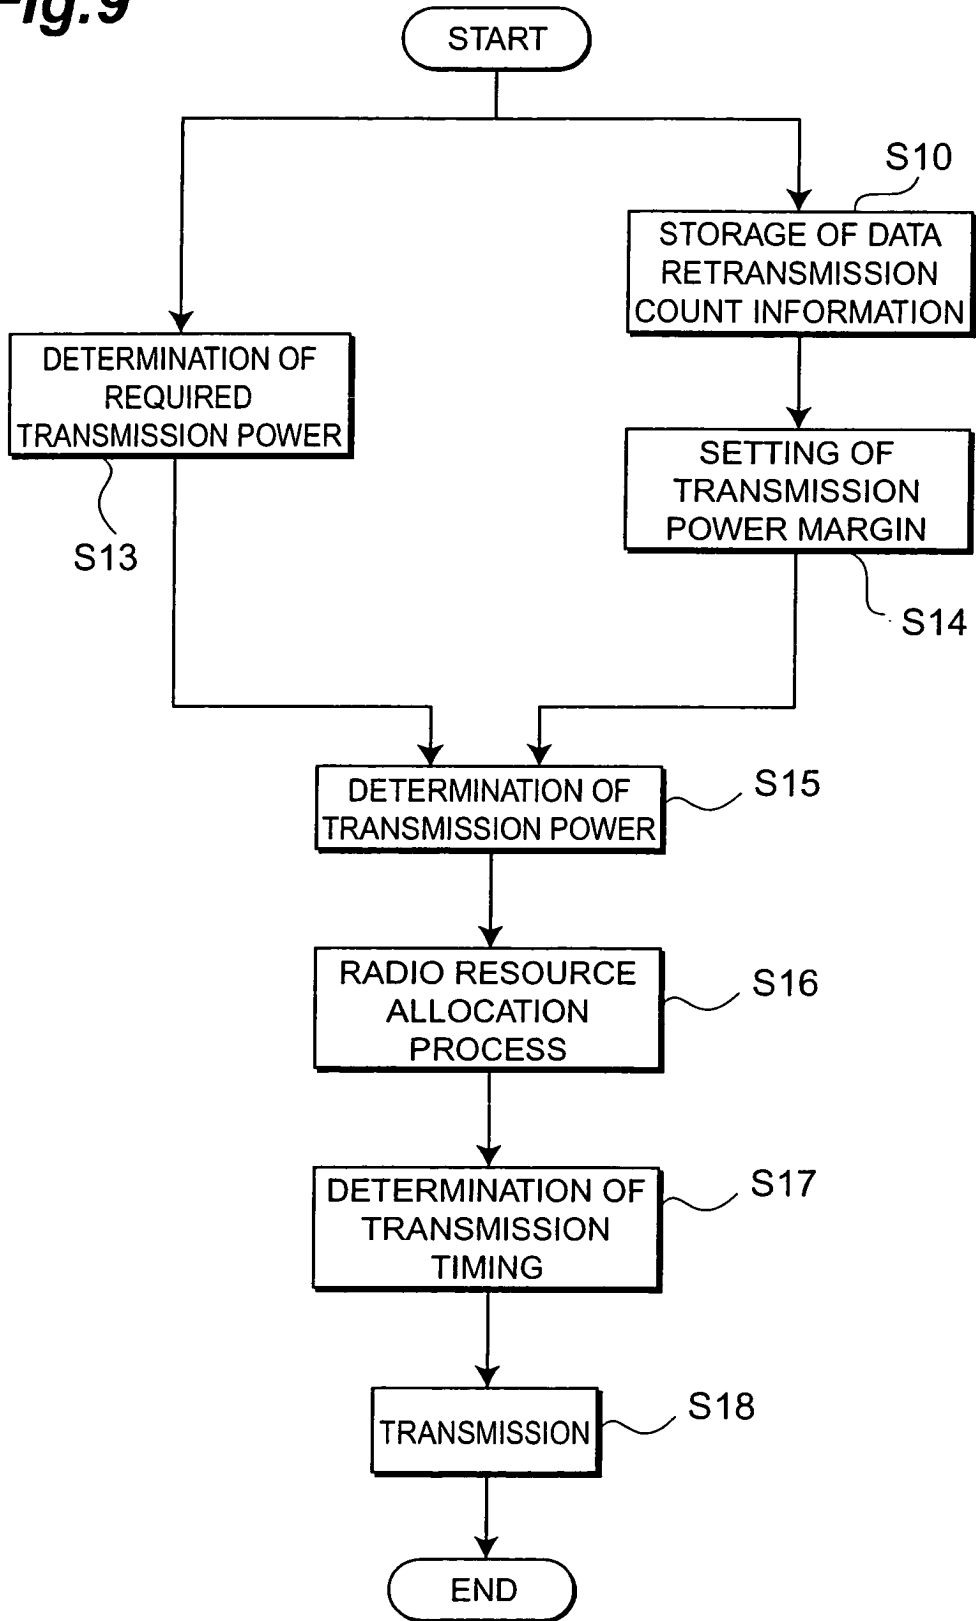 Fig.9
START
S10
STORAGE OF DATA
RETRANSMISSION
COUNT INFORMATION
DETERMINATION OF
REQUIRED
TRANSMISSION POWER
S13
SETTING OF
TRANSMISSION
POWER MARGIN
S14
DETERMINATION OF
TRANSMISSION POWER
S15
RADIO RESOURCE
ALLOCATION
PROCESS
S16
DETERMINATION OF
TRANSMISSION
TIMING
S17
TRANSMISSION
S18
END